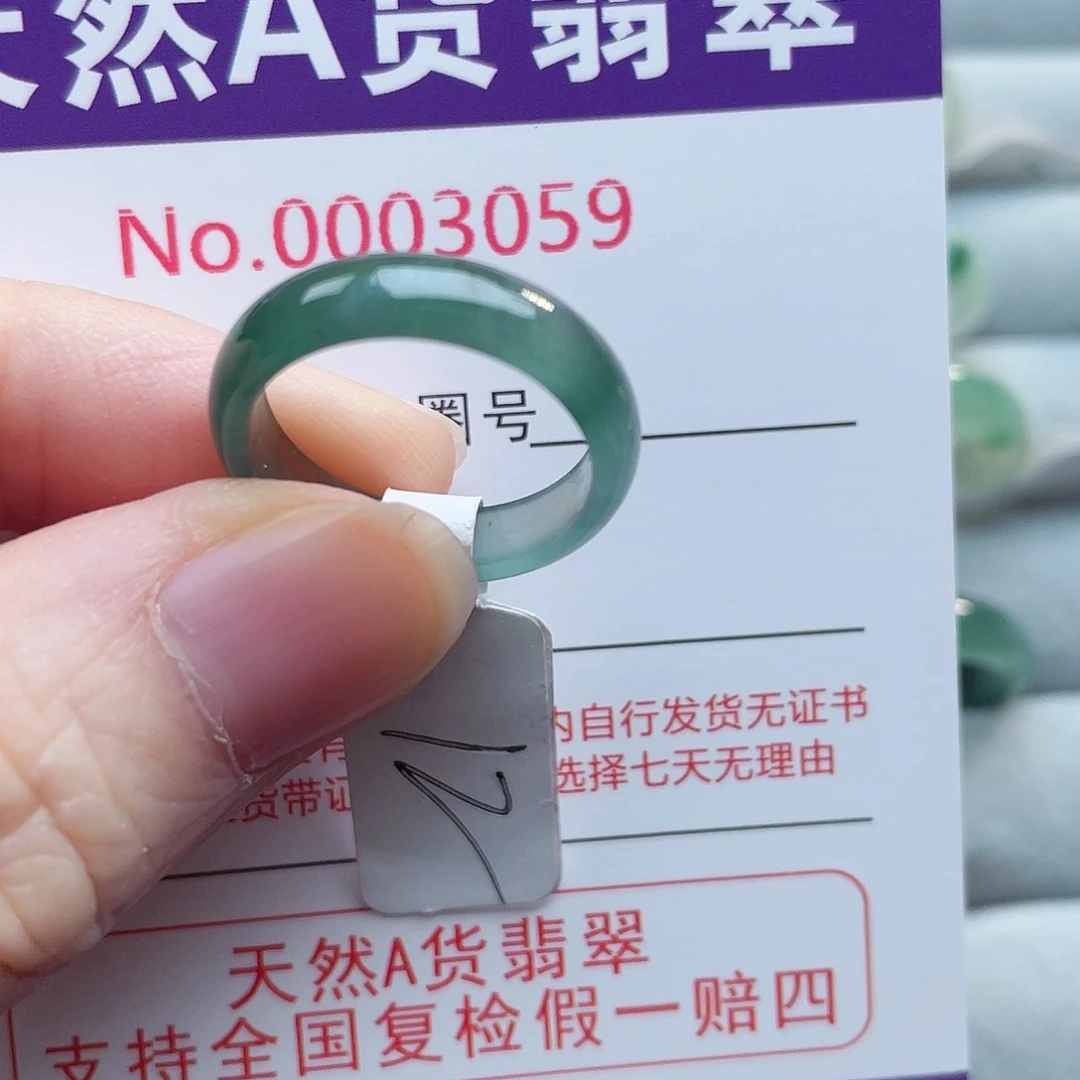 天然A货翡翠
No.0003059
圈号
内自行发货无证书
货带证
选择七天无理由
12
天然A货翡翠
支持全国复检假一赔四